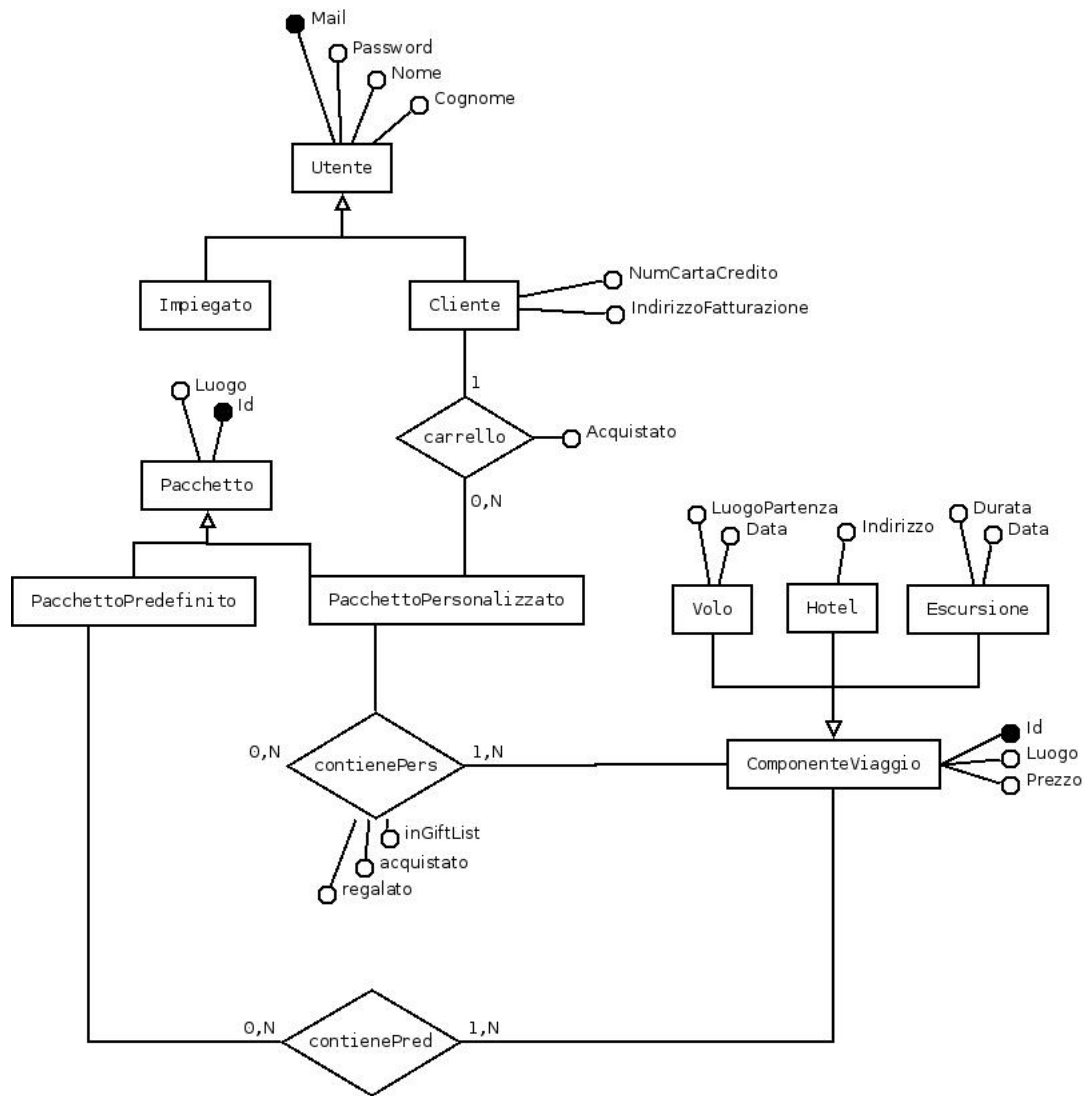 Mail
Password
Nome
Cognome
Utente
NumCartaCredito
Impiegato
Cliente
IndirizzoFatturazione
Luogo
1
Id
carrello
Acquistato
Pacchetto
0,N
LuogoPartenza
Data
Indirizzo
Durata
Data
PacchettoPredefinito
PacchettoPersonalizzato
Volo
Hotel
Escursione
Id
0,N
1,N
contienePers
ComponenteViaggio
Luogo
Prezzo
inGiftList
acquistato
regalato
0,N
1,N
contienePred